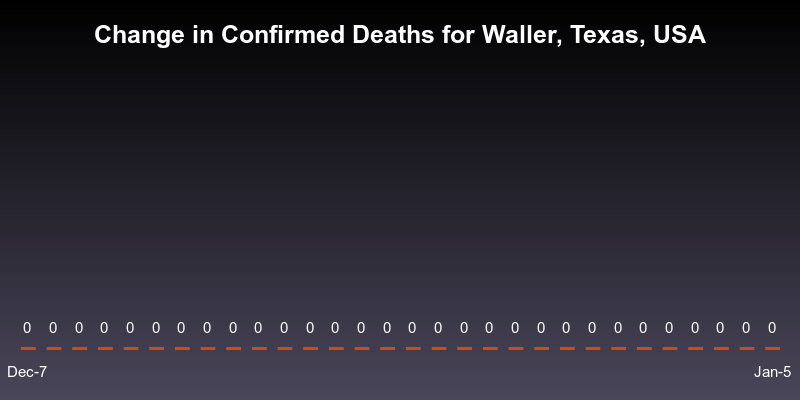 Change in Confirmed Deaths for Waller, Texas, USA
0 0 0 0 0 0 0 0 0 0 0 0 0 0 0 0 0 0 0 0 0 0 0 0 0 0 0 0 0 0
Dec-7 Jan-5